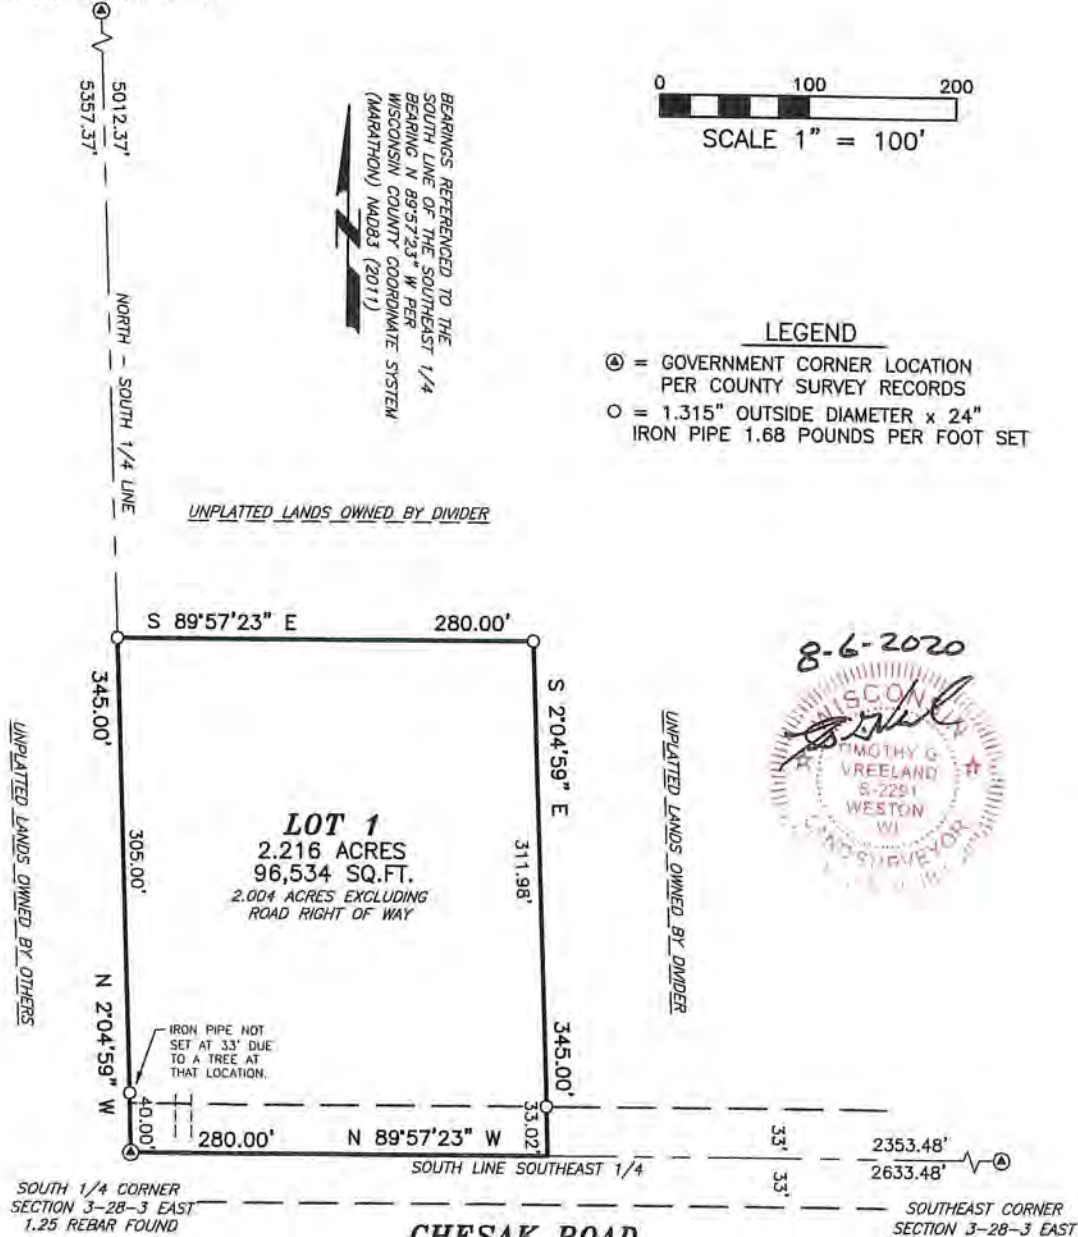 5012.37'
5357.37'
NORTH - SOUTH 1/4 LINE
BEARINGS REFERENCED TO THE
SOUTH LINE OF THE SOUTHEAST 1/4
BEARING N 89°57'23" W PER
WISCONSIN COUNTY COORDINATE SYSTEM
(MARATHON) NAD83 (2011)
N
0 100 200
SCALE 1" = 100'
LEGEND
= GOVERNMENT CORNER LOCATION
PER COUNTY SURVEY RECORDS
= 1.315" OUTSIDE DIAMETER x 24"
IRON PIPE 1.68 POUNDS PER FOOT SET
UNPLATTED LANDS OWNED BY DIVIDER
S 89°57'23" E 280.00'
345.00'
305.00'
N 2°04'59" W
40.00'
UNPLATTED LANDS OWNED BY OTHERS
LOT 1
2.216 ACRES
96,534 SQ.FT.
2.004 ACRES EXCLUDING
ROAD RIGHT OF WAY
S 2°04'59" E
311.98'
345.00'
33.02'
UNPLATTED LANDS OWNED BY DIVIDER
8-6-2020
WISCONSIN
TIMOTHY G
VREELAND
S-2291
WESTON
WI
LAND SURVEYOR
IRON PIPE NOT
SET AT 33' DUE
TO A TREE AT
THAT LOCATION.
280.00' N 89°57'23" W
SOUTH LINE SOUTHEAST 1/4
33'
33'
2353.48'
2633.48'
SOUTH 1/4 CORNER
SECTION 3-28-3 EAST
1.25 REBAR FOUND
SOUTHEAST CORNER
SECTION 3-28-3 EAST
CHESAK ROAD